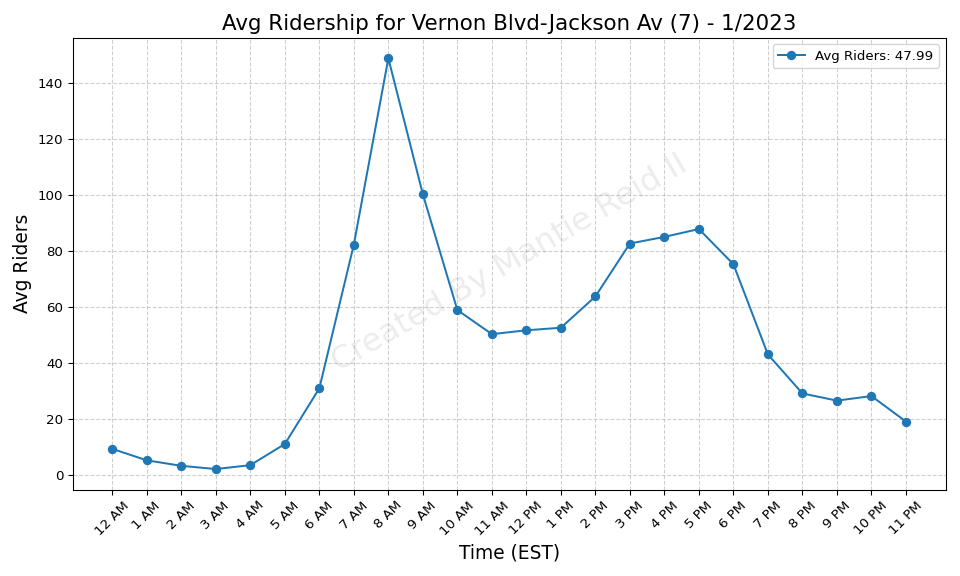 Avg Ridership for Vernon Blvd-Jackson Av (7) - 1/2023
Avg Riders: 47.99
Avg Riders
140
120
100
80
60
40
20
0
Created By Mantie Reid II
12 AM
1 AM
2 AM
3 AM
4 AM
5 AM
6 AM
7 AM
8 AM
9 AM
10 AM
11 AM
12 PM
1 PM
2 PM
3 PM
4 PM
5 PM
6 PM
7 PM
8 PM
9 PM
10 PM
11 PM
Time (EST)